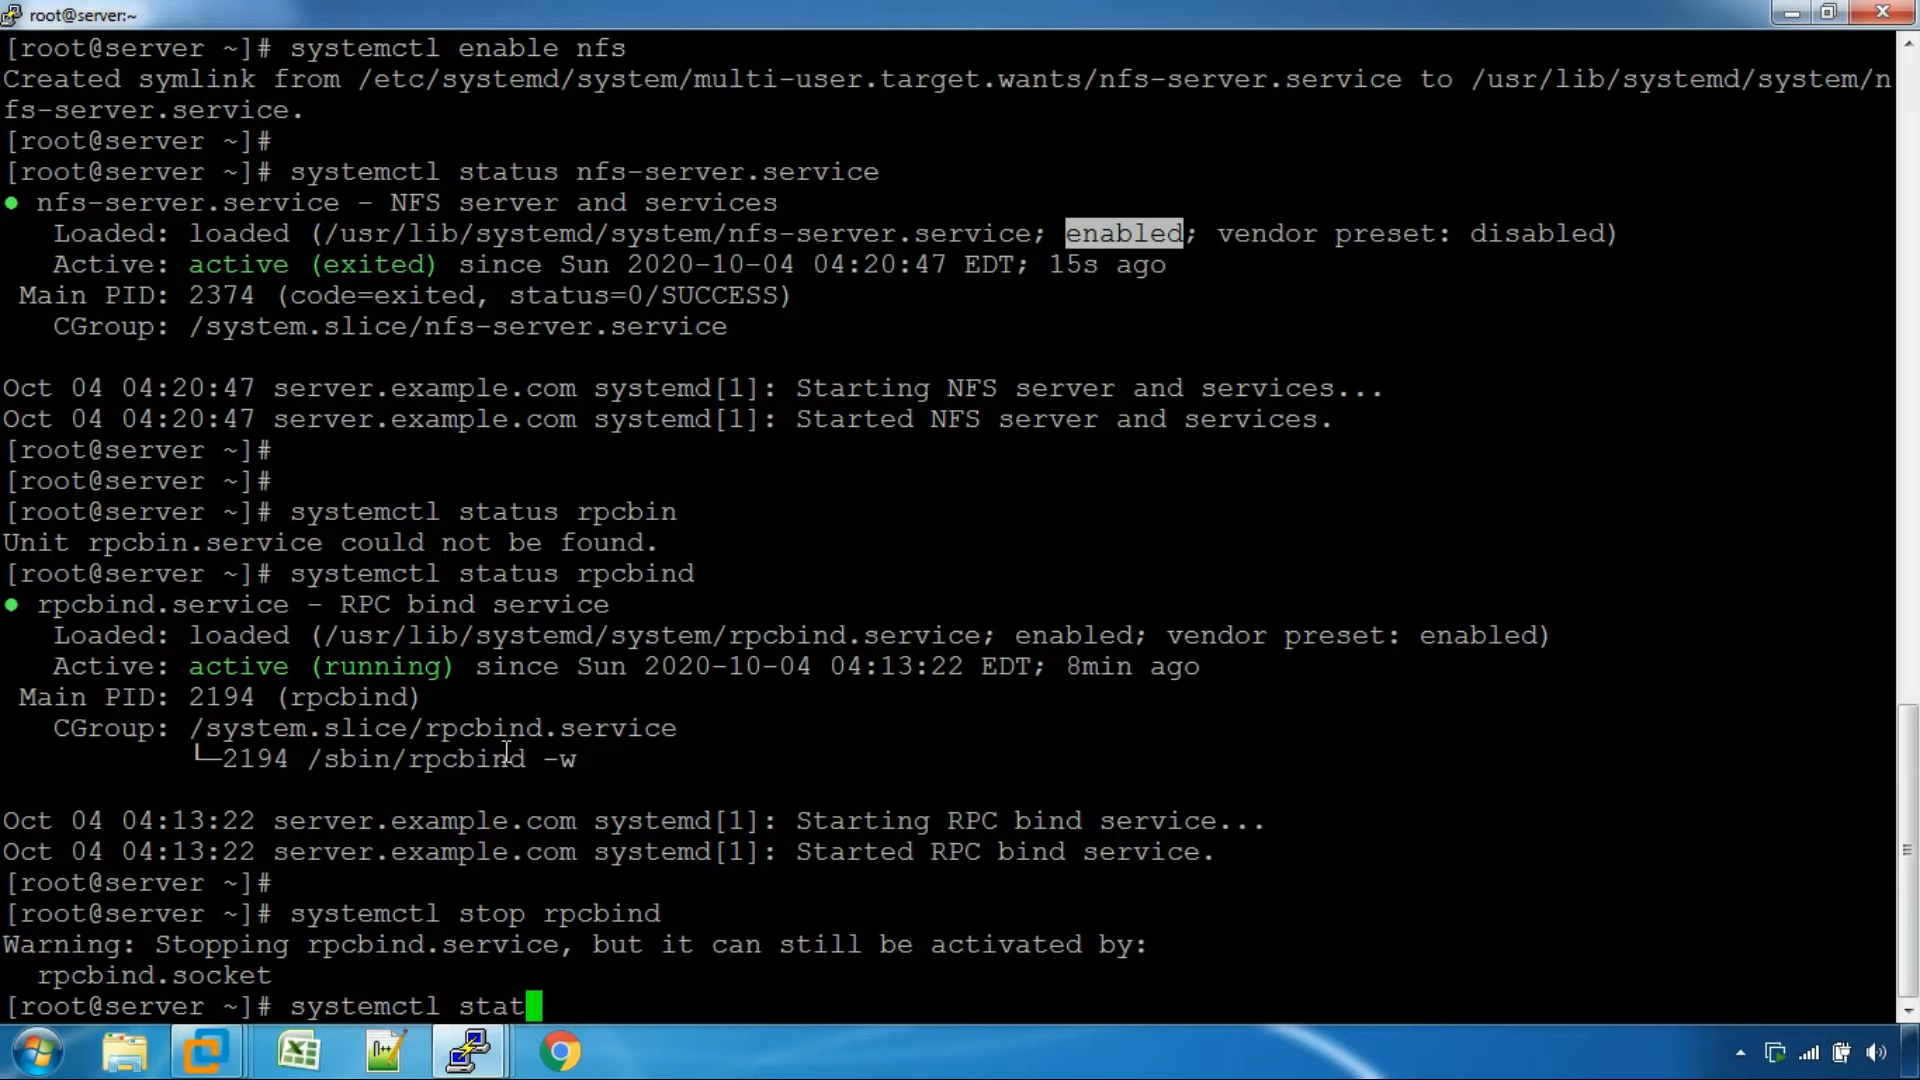 root@server:~
[root@server ~]# systemctl enable nfs
Created symlink from /etc/systemd/system/multi-user.target.wants/nfs-server.service to /usr/lib/systemd/system/n
fs-server.service.
[root@server ~]#
[root@server ~]# systemctl status nfs-server.service
● nfs-server.service - NFS server and services
   Loaded: loaded (/usr/lib/systemd/system/nfs-server.service; enabled; vendor preset: disabled)
   Active: active (exited) since Sun 2020-10-04 04:20:47 EDT; 15s ago
 Main PID: 2374 (code=exited, status=0/SUCCESS)
   CGroup: /system.slice/nfs-server.service
Oct 04 04:20:47 server.example.com systemd[1]: Starting NFS server and services...
Oct 04 04:20:47 server.example.com systemd[1]: Started NFS server and services.
[root@server ~]#
[root@server ~]#
[root@server ~]# systemctl status rpcbin
Unit rpcbin.service could not be found.
[root@server ~]# systemctl status rpcbind
● rpcbind.service - RPC bind service
   Loaded: loaded (/usr/lib/systemd/system/rpcbind.service; enabled; vendor preset: enabled)
   Active: active (running) since Sun 2020-10-04 04:13:22 EDT; 8min ago
 Main PID: 2194 (rpcbind)
   CGroup: /system.slice/rpcbind.service
           └─2194 /sbin/rpcbind -w
Oct 04 04:13:22 server.example.com systemd[1]: Starting RPC bind service...
Oct 04 04:13:22 server.example.com systemd[1]: Started RPC bind service.
[root@server ~]#
[root@server ~]# systemctl stop rpcbind
Warning: Stopping rpcbind.service, but it can still be activated by:
  rpcbind.socket
[root@server ~]# systemctl stat